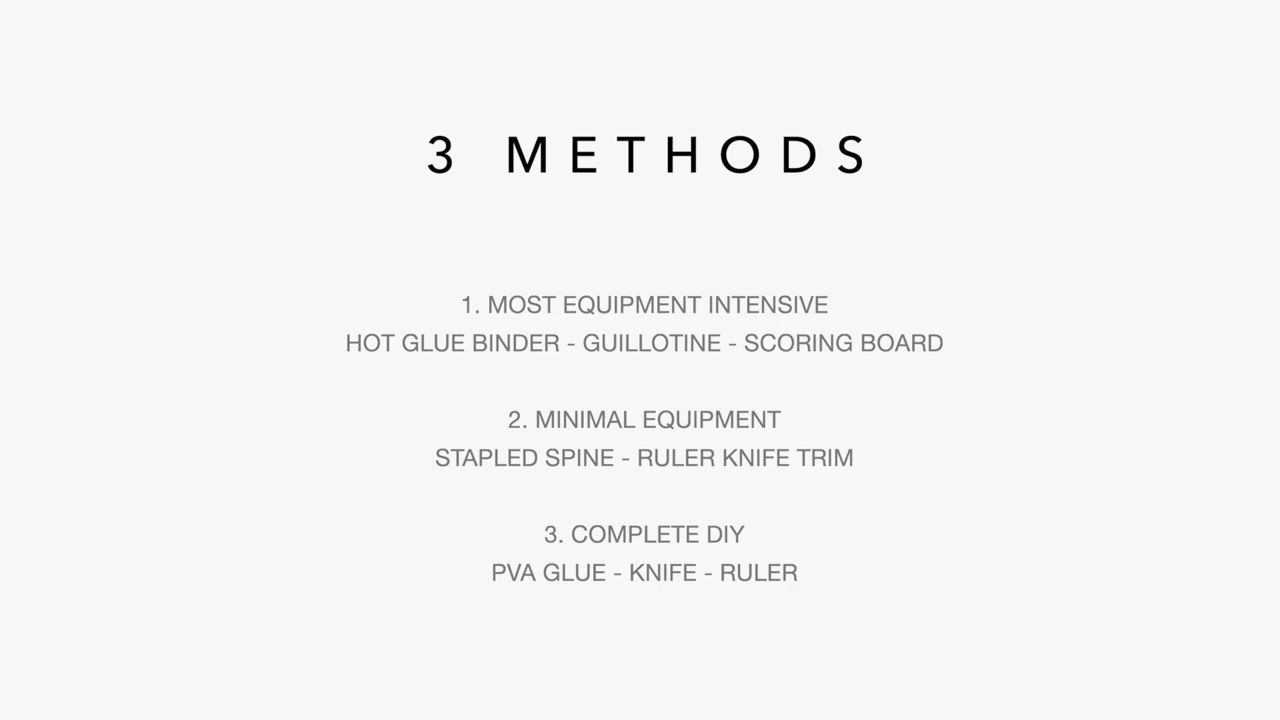 3 METHODS
1. MOST EQUIPMENT INTENSIVE
HOT GLUE BINDER - GUILLOTINE - SCORING BOARD
2. MINIMAL EQUIPMENT
STAPLED SPINE - RULER KNIFE TRIM
3. COMPLETE DIY
PVA GLUE - KNIFE - RULER